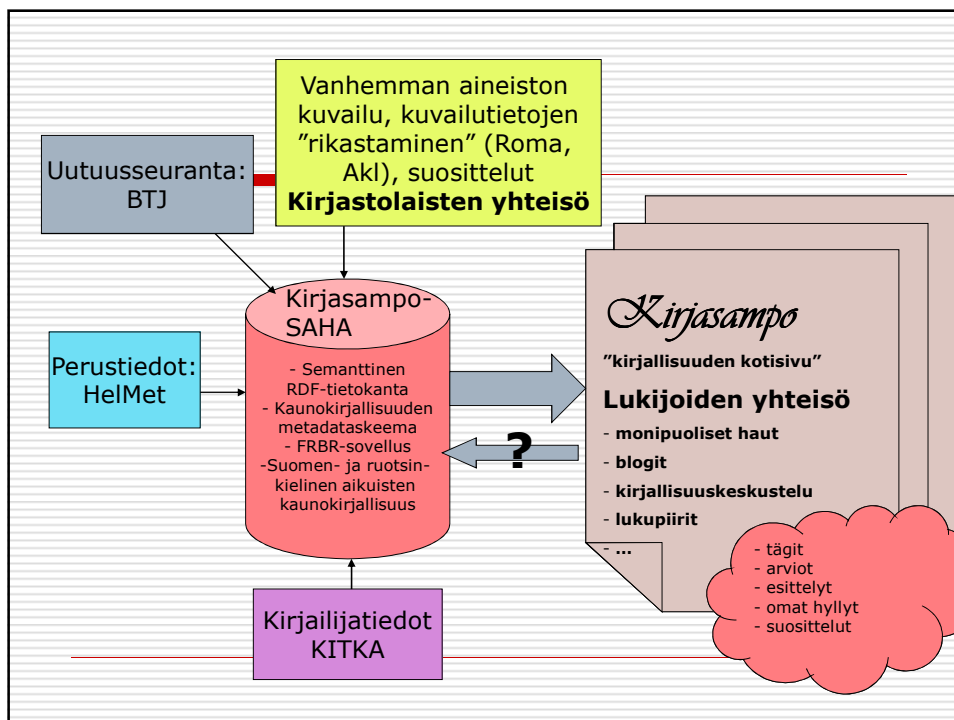 Vanhemman aineiston
kuvailu, kuvailutietojen
”rikastaminen” (Roma,
Akl), suosittelut
Kirjastolaisten yhteisö
Uutuusseuranta:
BTJ
Kirjasampo-
SAHA
- Semanttinen
RDF-tietokanta
- Kaunokirjallisuuden
metadataskeema
- FRBR-sovellus
-Suomen- ja ruotsin-
kielinen aikuisten
kaunokirjallisuus
Perustiedot:
HelMet
?
Kirjasampo
”kirjallisuuden kotisivu”
Lukijoiden yhteisö
- monipuoliset haut
- blogit
- kirjallisuuskeskustelu
- lukupiirit
- ...
- tägit
- arviot
- esittelyt
- omat hyllyt
- suosittelut
Kirjailijatiedot
KITKA